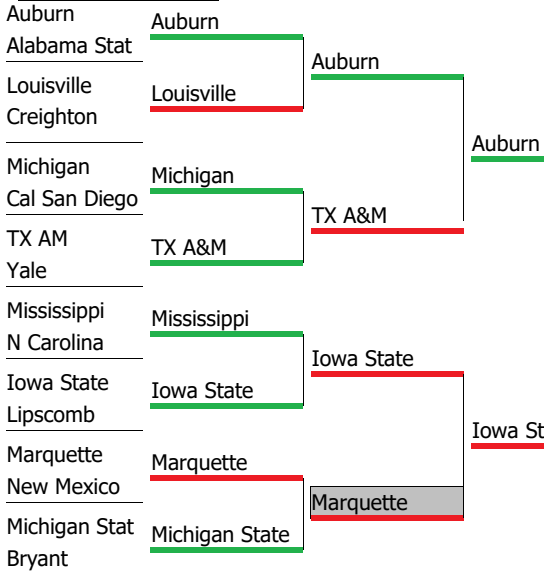 Auburn
Alabama Stat
Louisville
Creighton
Michigan
Cal San Diego
TX AM
Yale
Mississippi
N Carolina
Iowa State
Lipscomb
Marquette
New Mexico
Michigan Stat
Bryant
Auburn
Louisville
Michigan
TX A&M
Mississippi
Iowa State
Marquette
Michigan State
Auburn
TX A&M
Iowa State
Marquette
Auburn
Iowa St